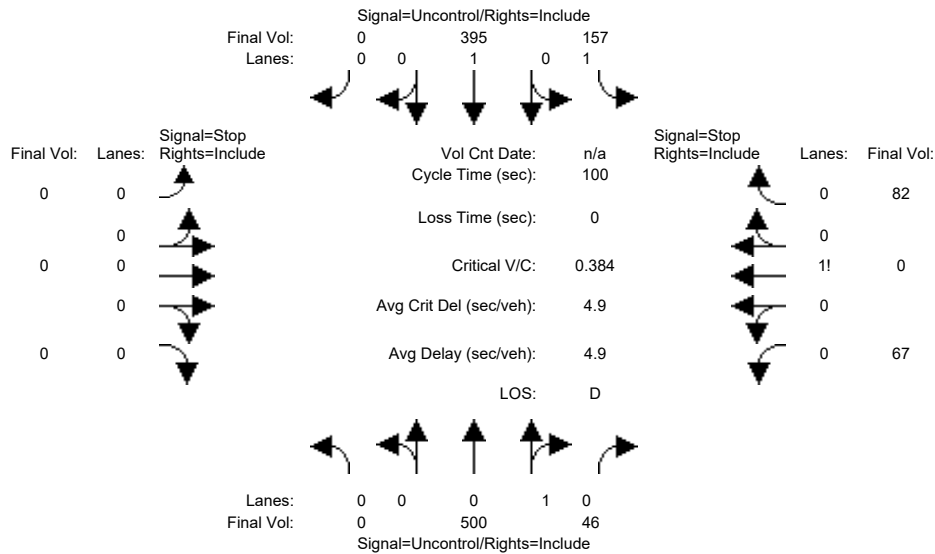 Signal=Uncontrol/Rights=Include
Final Vol: 0 395 157
Lanes: 0 0 1 0 1
Signal=Stop Signal=Stop
Final Vol: Lanes: Rights=Include Vol Cnt Date: n/a Rights=Include Lanes: Final Vol:
Cycle Time (sec): 100
0 0 0 82
Loss Time (sec): 0
0 0
0 0 Critical V/C: 0.384 1! 0
0 Avg Crit Del (sec/veh): 4.9 0
0 0 Avg Delay (sec/veh): 4.9 0 67
LOS: D
Lanes: 0 0 0 1 0
Final Vol: 0 500 46
Signal=Uncontrol/Rights=Include